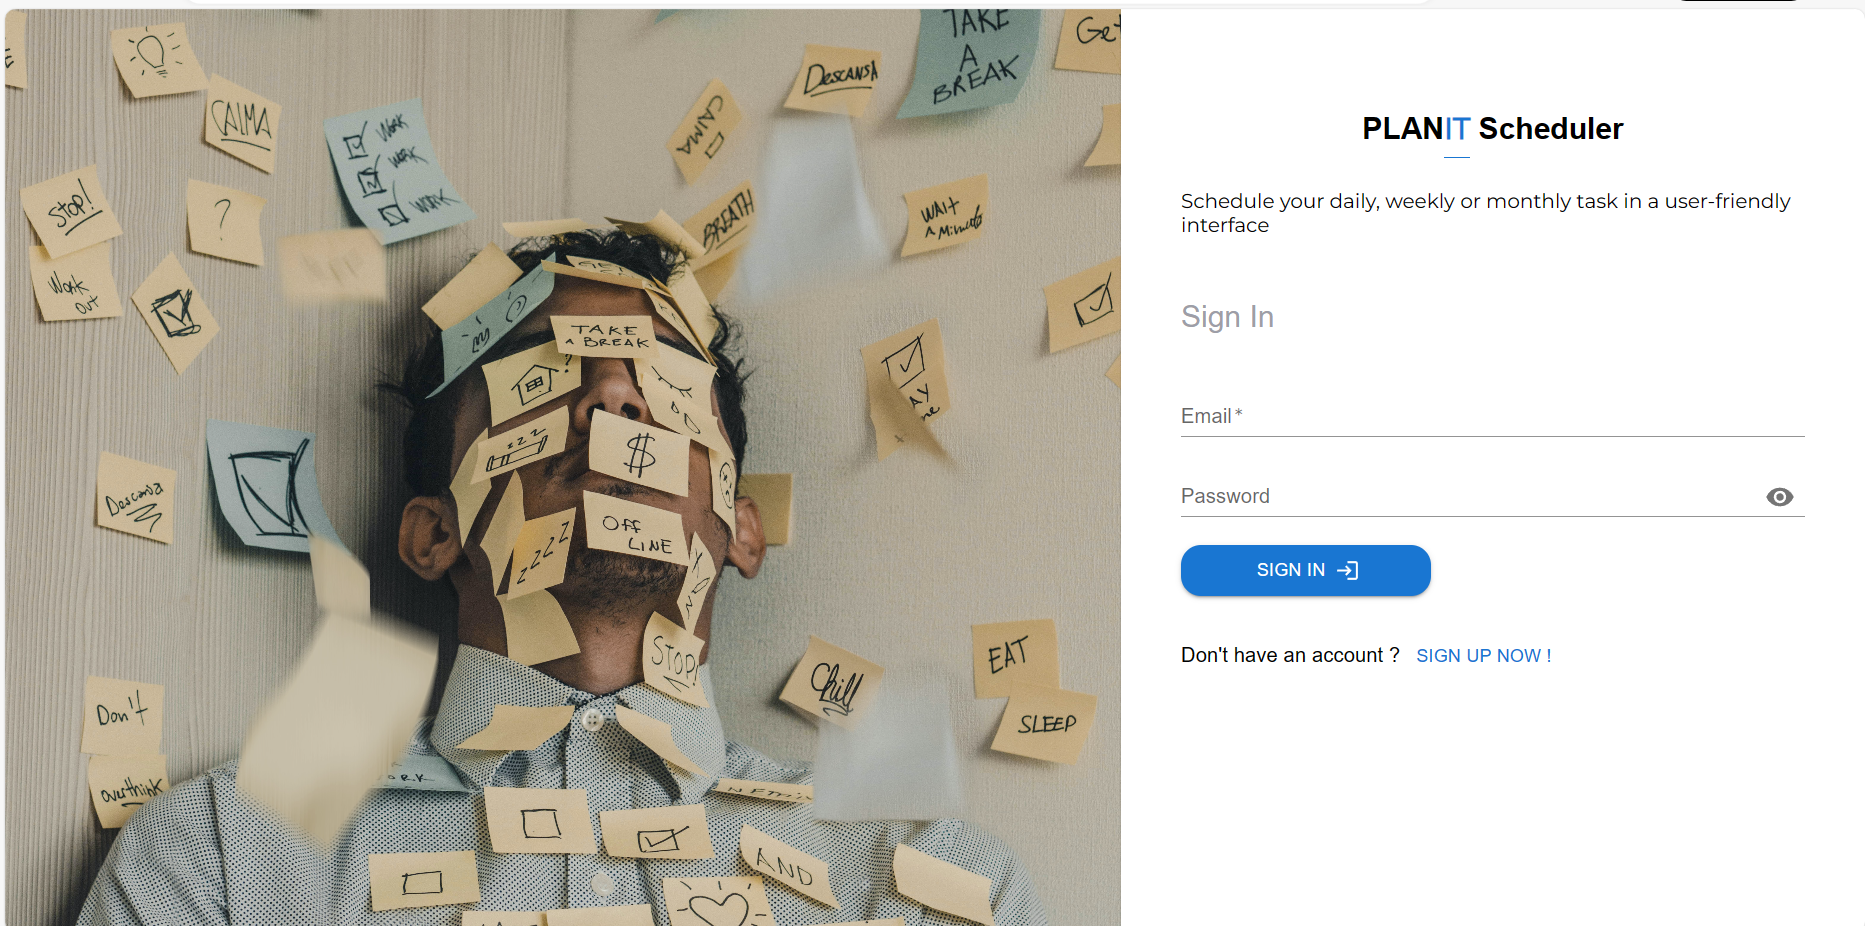 TAKE
A
BREAK
Get
DESCANSA
CALMA
CALMA
WORK
WORK
WORK
STOP!
?
BREATH
WAIT
A Minute
Work
out
GET
TAKE
A BREAK
?
zzz
$
Descansa
OFF
LINE
ZZZZ
STOP!
EAT
Chill
SLEEP
Don't
overthink
AND
PLANIT Scheduler
Schedule your daily, weekly or monthly task in a user-friendly
interface
Sign In
Email *
Password
SIGN IN
Don't have an account ? SIGN UP NOW !